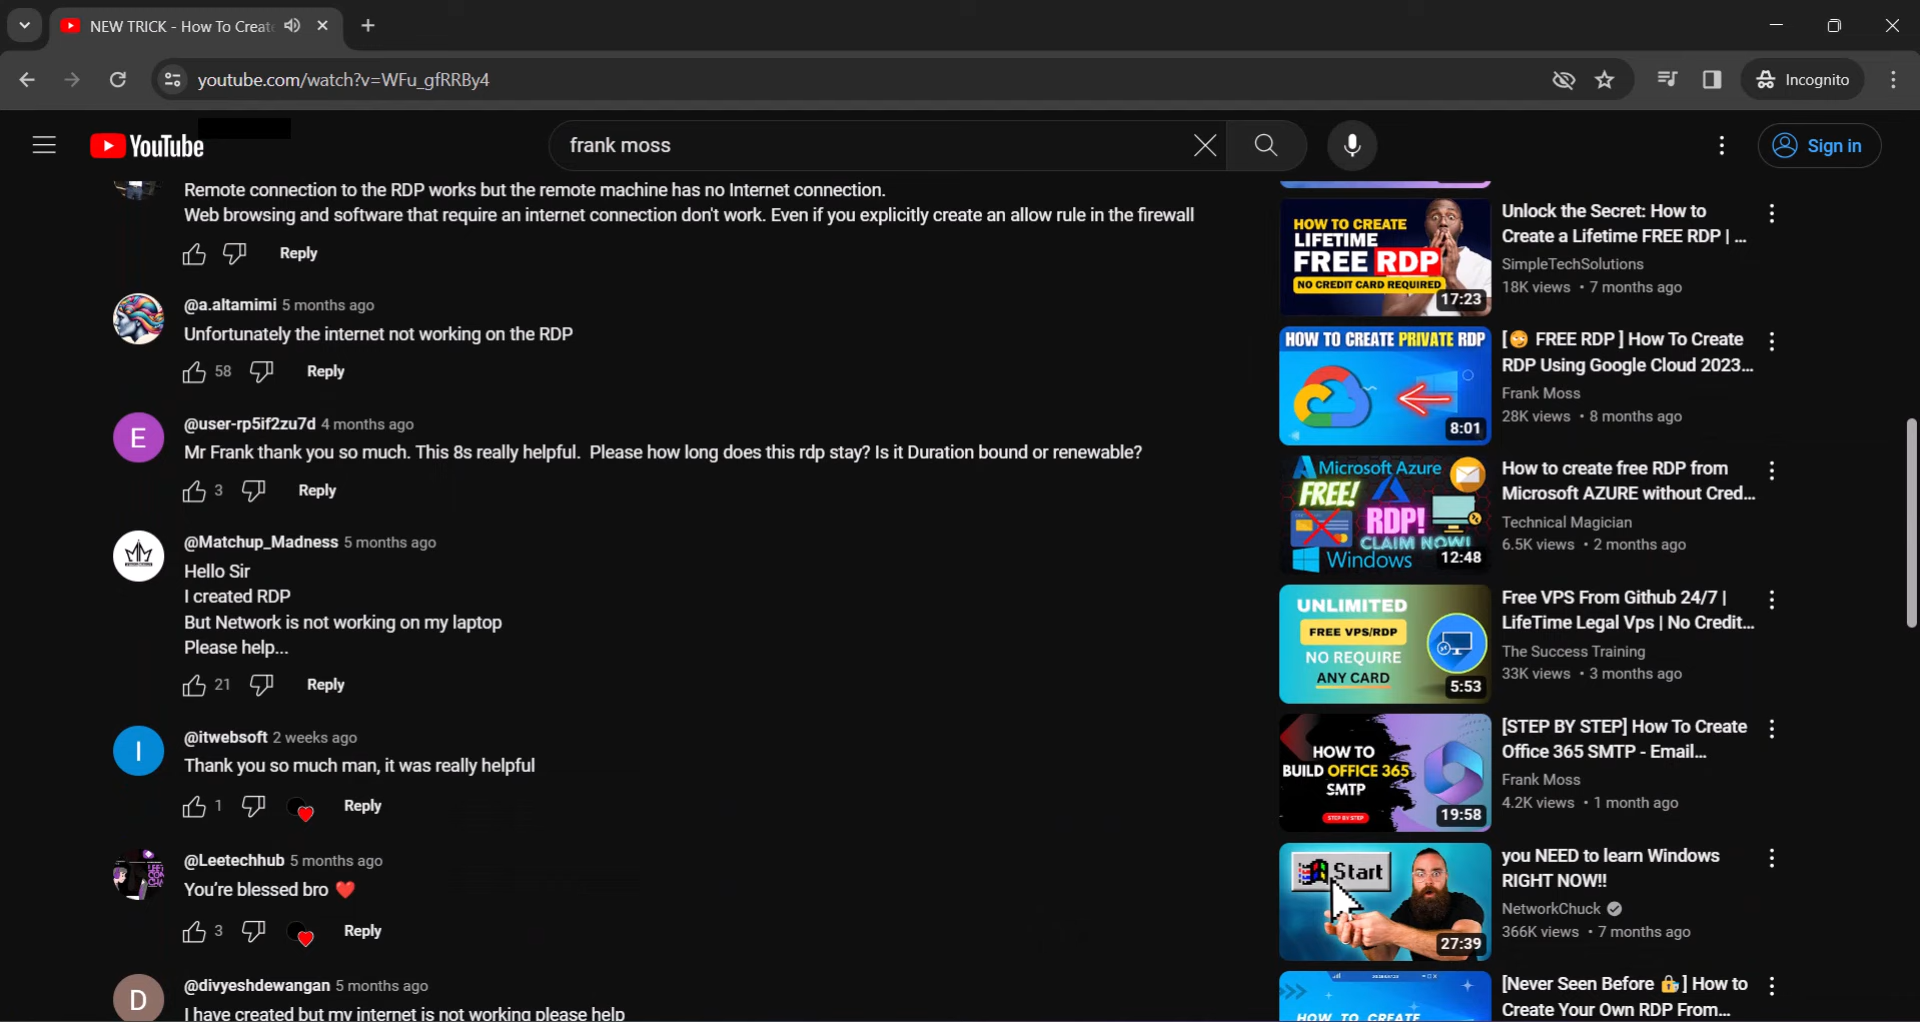 NEW TRICK - How To Creat
youtube.com/watch?v=WFu_gfRRBy4
Incognito
YouTube
frank moss
Sign in
Remote connection to the RDP works but the remote machine has no Internet connection.
Web browsing and software that require an internet connection don't work. Even if you explicitly create an allow rule in the firewall
Reply
@a.altamimi 5 months ago
Unfortunately the internet not working on the RDP
58 Reply
E
@user-rp5if2zu7d 4 months ago
Mr Frank thank you so much. This 8s really helpful. Please how long does this rdp stay? Is it Duration bound or renewable?
3 Reply
@Matchup_Madness 5 months ago
Hello Sir
I created RDP
But Network is not working on my laptop
Please help...
21 Reply
I
@itwebsoft 2 weeks ago
Thank you so much man, it was really helpful
1 Reply
@Leetechhub 5 months ago
You're blessed bro ❤️
3 Reply
D
@divyeshdewangan 5 months ago
I have created but my internet is not working please help
HOW TO CREATE
LIFETIME
FREE RDP
NO CREDIT CARD REQUIRED
17:23
Unlock the Secret: How to
Create a Lifetime FREE RDP | ...
SimpleTechSolutions
18K views • 7 months ago
HOW TO CREATE PRIVATE RDP
8:01
[😳 FREE RDP ] How To Create
RDP Using Google Cloud 2023...
Frank Moss
28K views • 8 months ago
Microsoft Azure
FREE!
RDP!
CLAIM NOW!
Windows
12:48
How to create free RDP from
Microsoft AZURE without Cred...
Technical Magician
6.5K views • 2 months ago
UNLIMITED
FREE VPS/RDP
NO REQUIRE
ANY CARD
5:53
Free VPS From Github 24/7 |
LifeTime Legal Vps | No Credit...
The Success Training
33K views • 3 months ago
HOW TO
BUILD OFFICE 365
SMTP
STEP BY STEP
19:58
[STEP BY STEP] How To Create
Office 365 SMTP - Email...
Frank Moss
4.2K views • 1 month ago
Start
27:39
you NEED to learn Windows
RIGHT NOW!!
NetworkChuck
366K views • 7 months ago
HOW TO CREATE
[Never Seen Before 🔐] How to
Create Your Own RDP From...